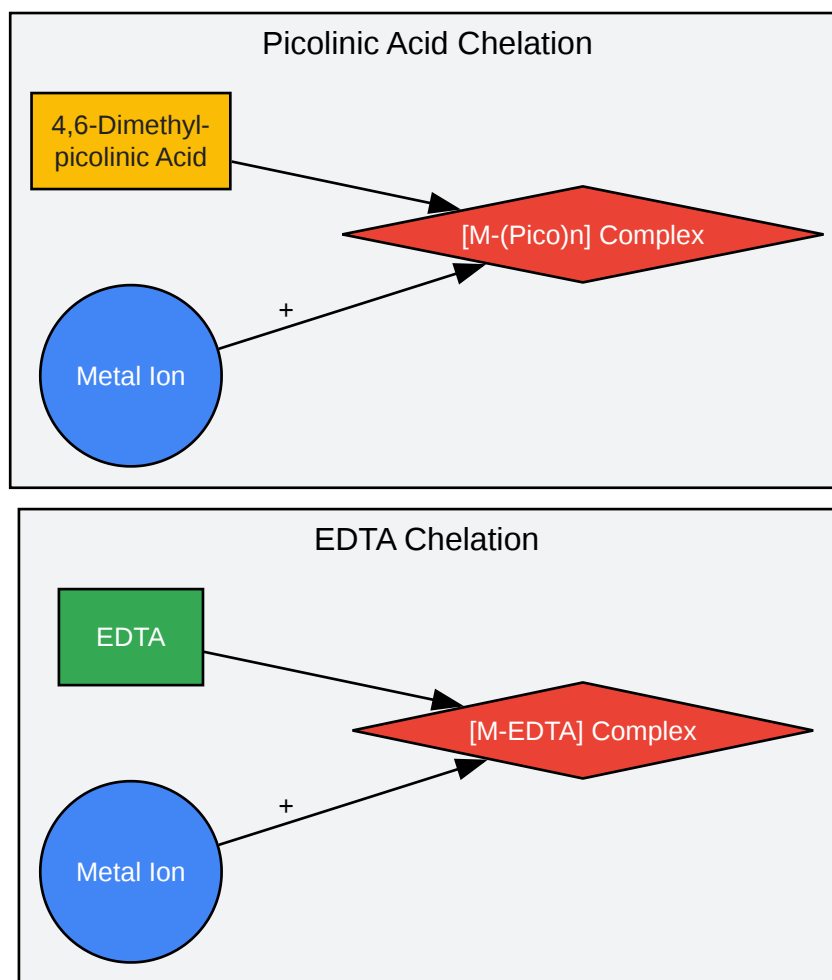 Picolinic Acid Chelation
4,6-Dimethyl-
picolinic Acid
[M-(Pico)n] Complex
+
Metal Ion
EDTA Chelation
EDTA
[M-EDTA] Complex
+
Metal Ion